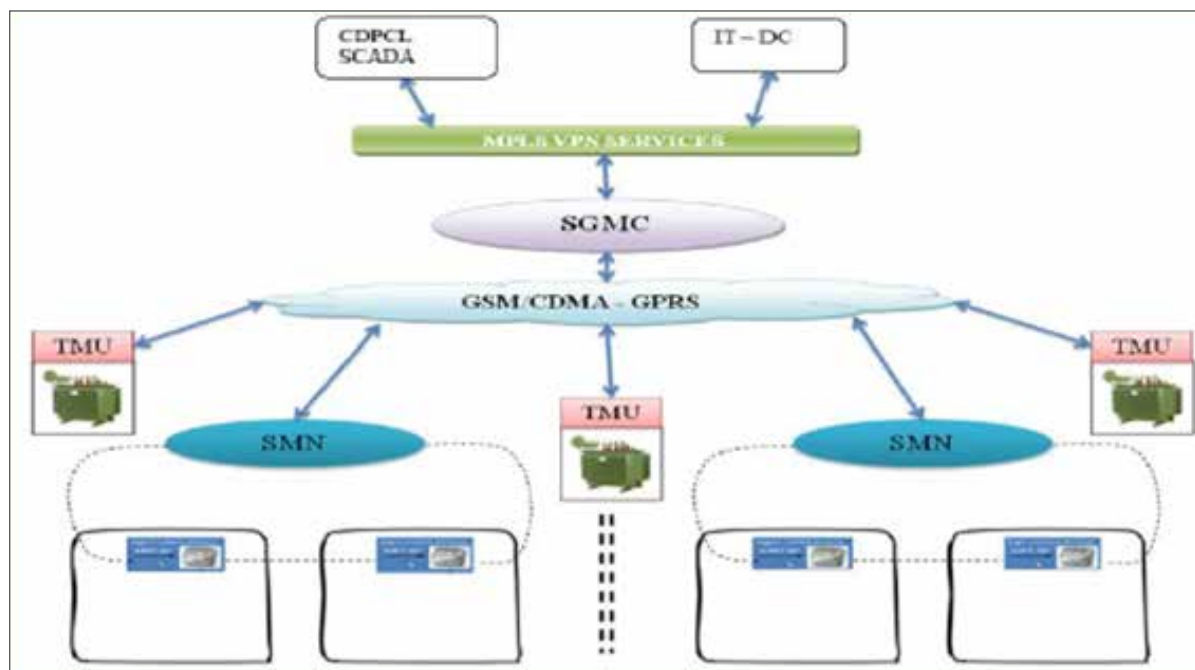 CDPCL
SCADA
IT – DC
MPLS VPN SERVICES
SGMC
GSM/CDMA - GPRS
TMU
TMU
TMU
SMN
SMN